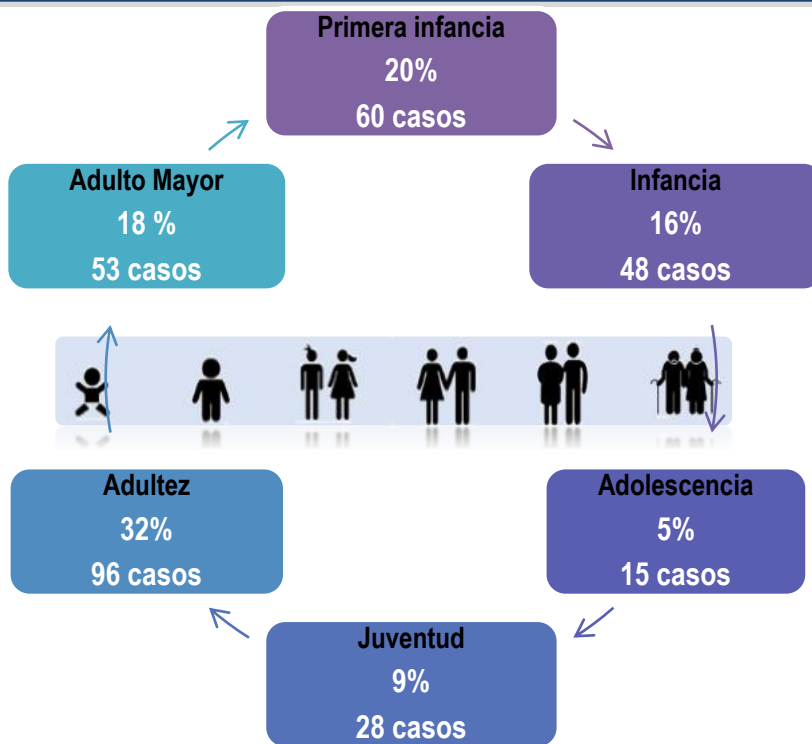 Primera infancia
20%
60 casos
Infancia
16%
48 casos
Adolescencia
5%
15 casos
Juventud
9%
28 casos
Adultez
32%
96 casos
Adulto Mayor
18 %
53 casos